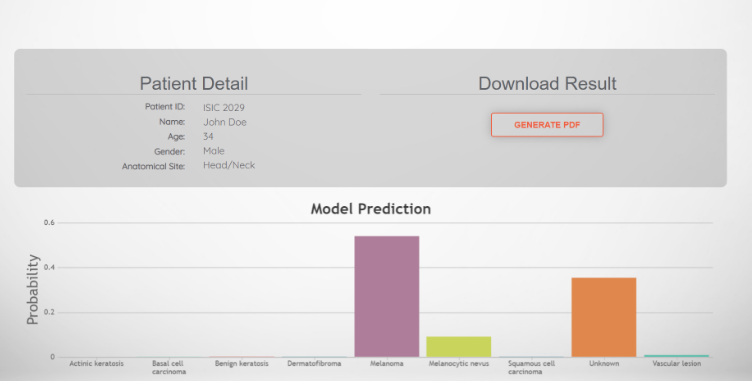 Patient Detail
Patient ID: ISIC 2029
Name: John Doe
Age: 34
Gender: Male
Anatomical Site: Head/Neck
Download Result
GENERATE PDF
Model Prediction
Probability
0.6
0.4
0.2
0
Actinic keratosis
Basal cell
carcinoma
Benign keratosis
Dermatofibroma
Melanoma
Melanocytic nevus
Squamous cell
carcinoma
Unknown
Vascular lesion